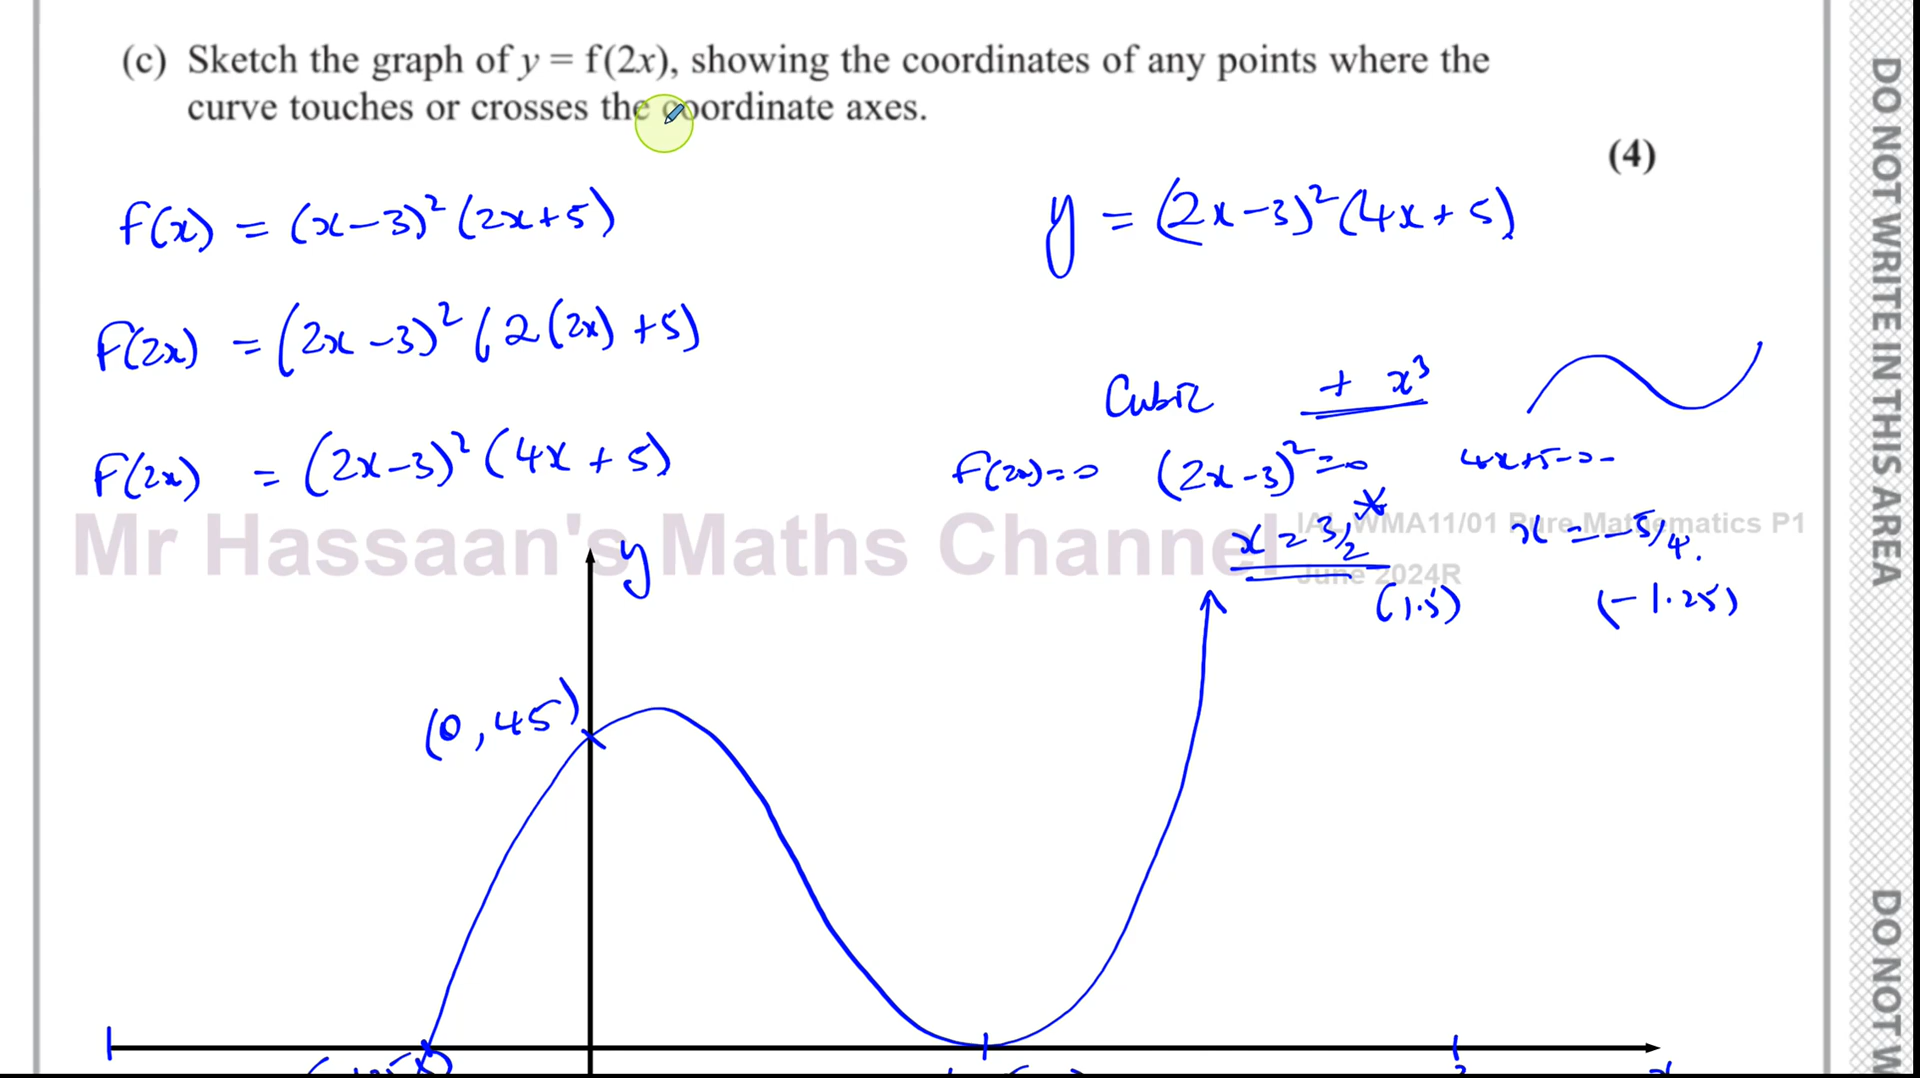 (c) Sketch the graph of y = f(2x), showing the coordinates of any points where the
curve touches or crosses the coordinate axes.
(4)
f(x) = (x-3)² (2x+5)
y = (2x-3)² (4x+5)
f(2x) = (2x-3)² (2(2x)+5)
Cubic + x³
f(2x) = (2x-3)² (4x+5)
f(2x)=0 (2x-3)²=0 4x+5=0
x = 3/2 * x = -5/4.
(1.5) (-1.25)
Mr Hassaan's Maths Channel
IAL WMA11/01 Pure Mathematics P1
June 2024R
y
(0,45)
DO NOT WRITE IN THIS AREA
DO NOT W